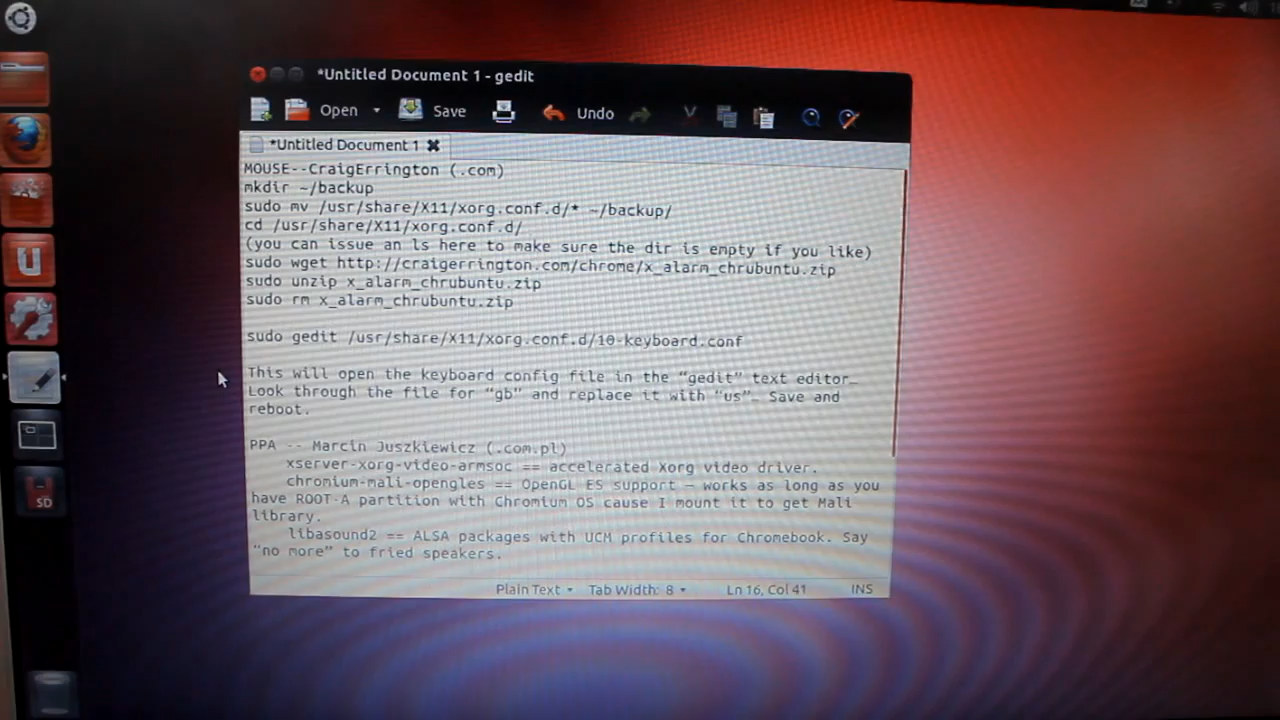 *Untitled Document 1 - gedit
Open Save Undo
*Untitled Document 1
MOUSE--CraigErrington (.com)
mkdir ~/backup
sudo mv /usr/share/X11/xorg.conf.d/* ~/backup/
cd /usr/share/X11/xorg.conf.d/
(you can issue an ls here to make sure the dir is empty if you like)
sudo wget http://craigerrington.com/chrome/x_alarm_chrubuntu.zip
sudo unzip x_alarm_chrubuntu.zip
sudo rm x_alarm_chrubuntu.zip
sudo gedit /usr/share/X11/xorg.conf.d/10-keyboard.conf
This will open the keyboard config file in the “gedit” text editor…
Look through the file for “gb” and replace it with “us”… Save and
reboot.
PPA -- Marcin Juszkiewicz (.com.pl)
xserver-xorg-video-armsoc == accelerated Xorg video driver.
chromium-mali-opengles == OpenGL ES support — works as long as you
have ROOT-A partition with Chromium OS cause I mount it to get Mali
library.
libasound2 == ALSA packages with UCM profiles for Chromebook. Say
“no more” to fried speakers.
Plain Text Tab Width: 8 Ln 16, Col 41 INS
U
SD